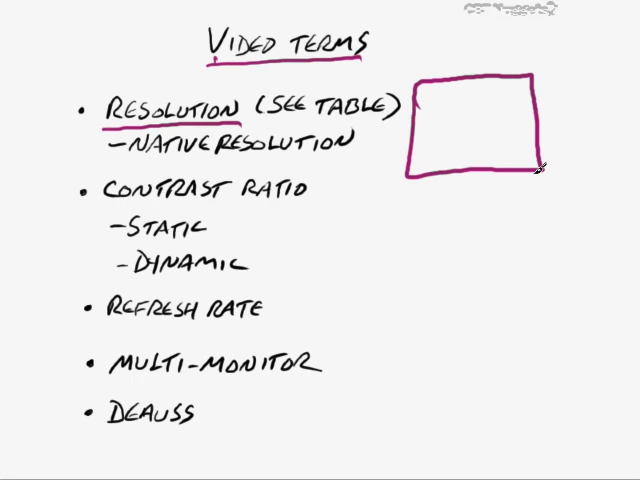 VIDEO TERMS
• RESOLUTION (SEE TABLE)
- NATIVE RESOLUTION
• CONTRAST RATIO
- STATIC
- DYNAMIC
• REFRESH RATE
• MULTI-MONITOR
• DEAUSS